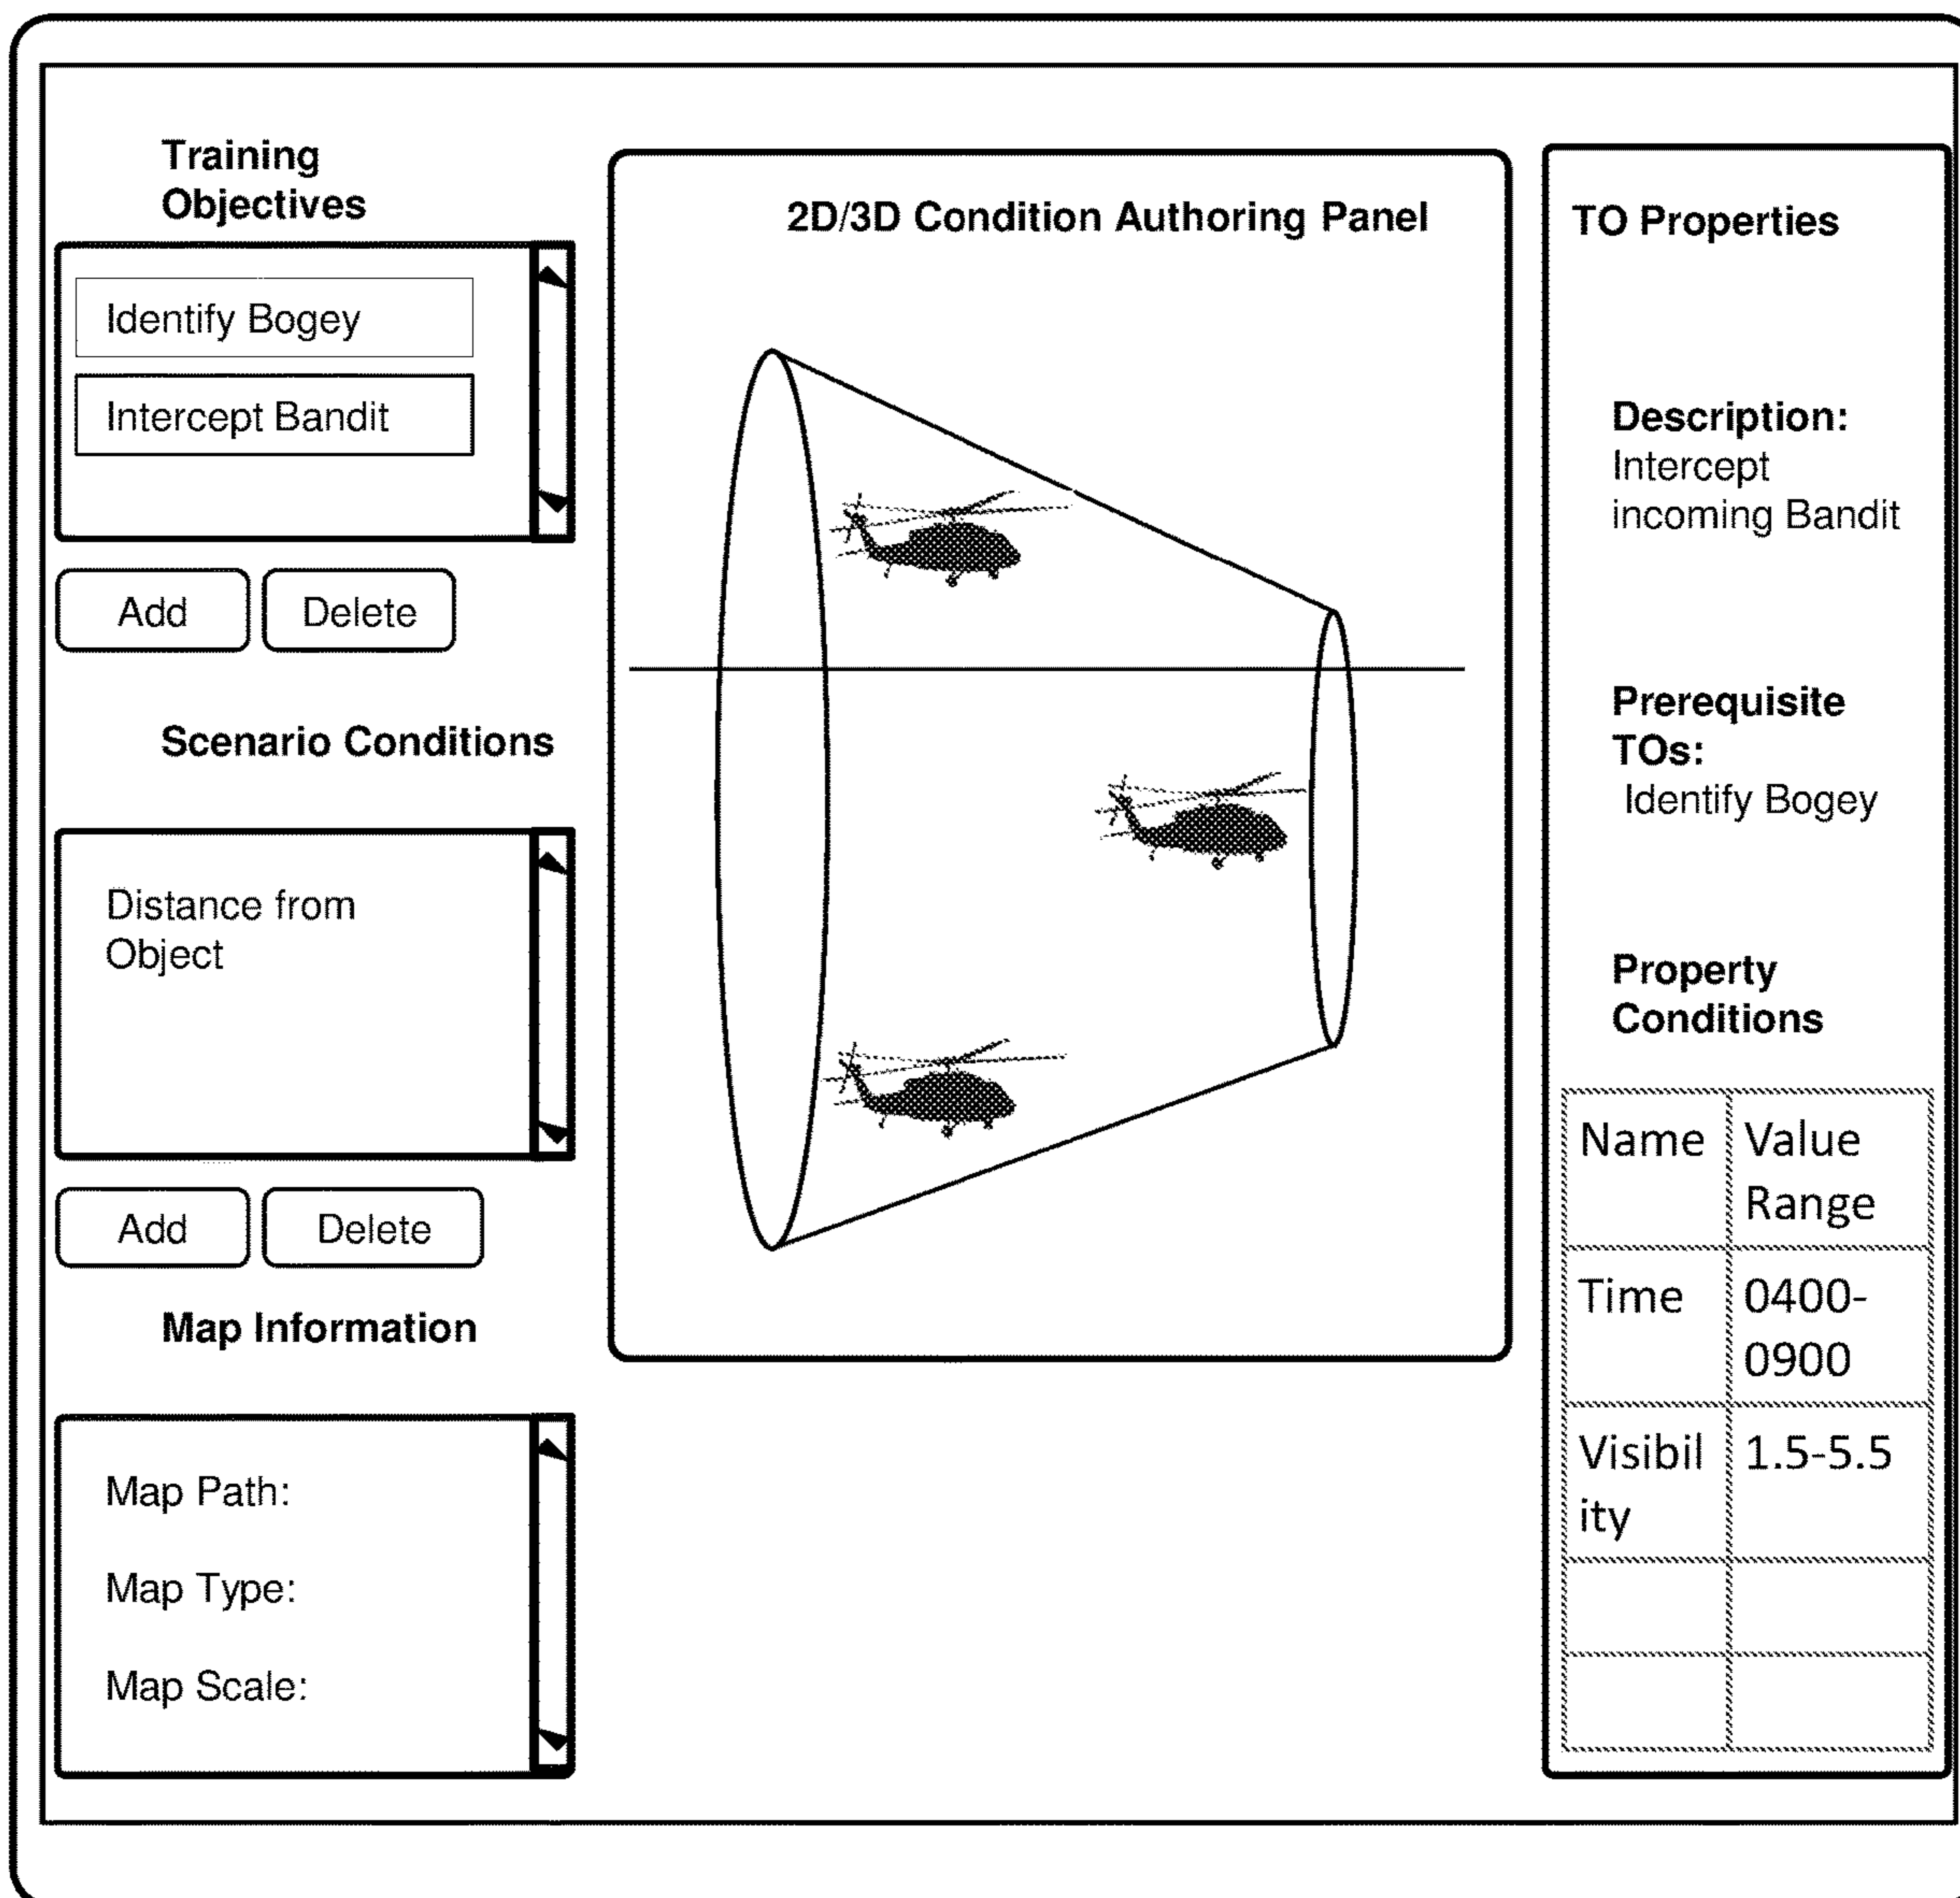 Training
Objectives
Identify Bogey
Intercept Bandit
Add
Delete
Scenario Conditions
Distance from
Object
Add
Delete
Map Information
Map Path:
Map Type:
Map Scale:
2D/3D Condition Authoring Panel
TO Properties
Description:
Intercept
incoming Bandit
Prerequisite
TOs:
Identify Bogey
Property
Conditions
Name
Value
Range
Time
0400-
0900
Visibil
ity
1.5-5.5